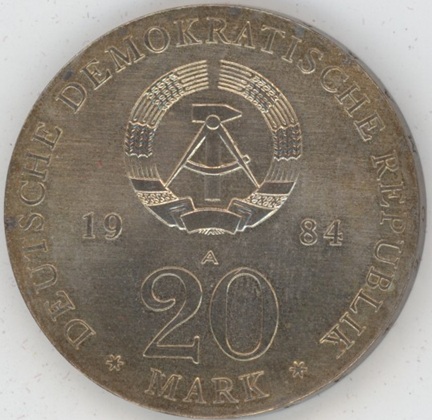 DEUTSCHE DEMOKRATISCHE REPUBLIK
19 84
A
20
* MARK *